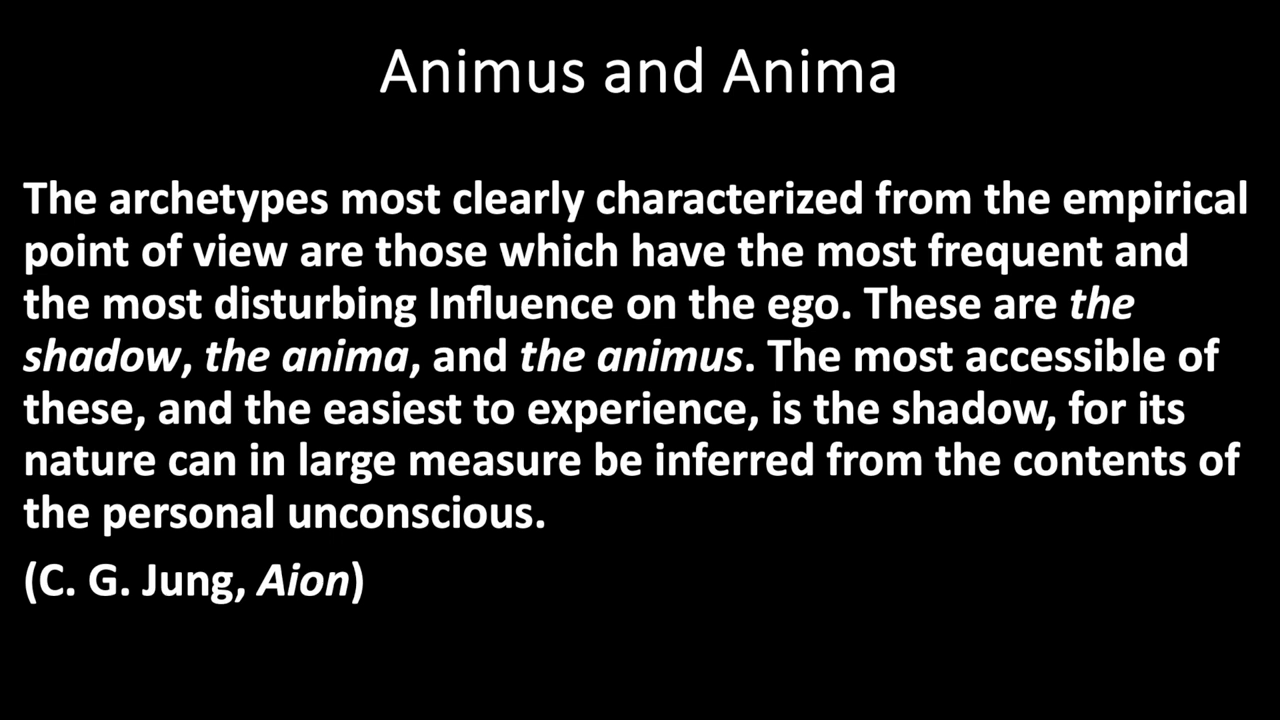 Animus and Anima
The archetypes most clearly characterized from the empirical
point of view are those which have the most frequent and
the most disturbing Influence on the ego. These are the
shadow, the anima, and the animus. The most accessible of
these, and the easiest to experience, is the shadow, for its
nature can in large measure be inferred from the contents of
the personal unconscious.
(C. G. Jung, Aion)